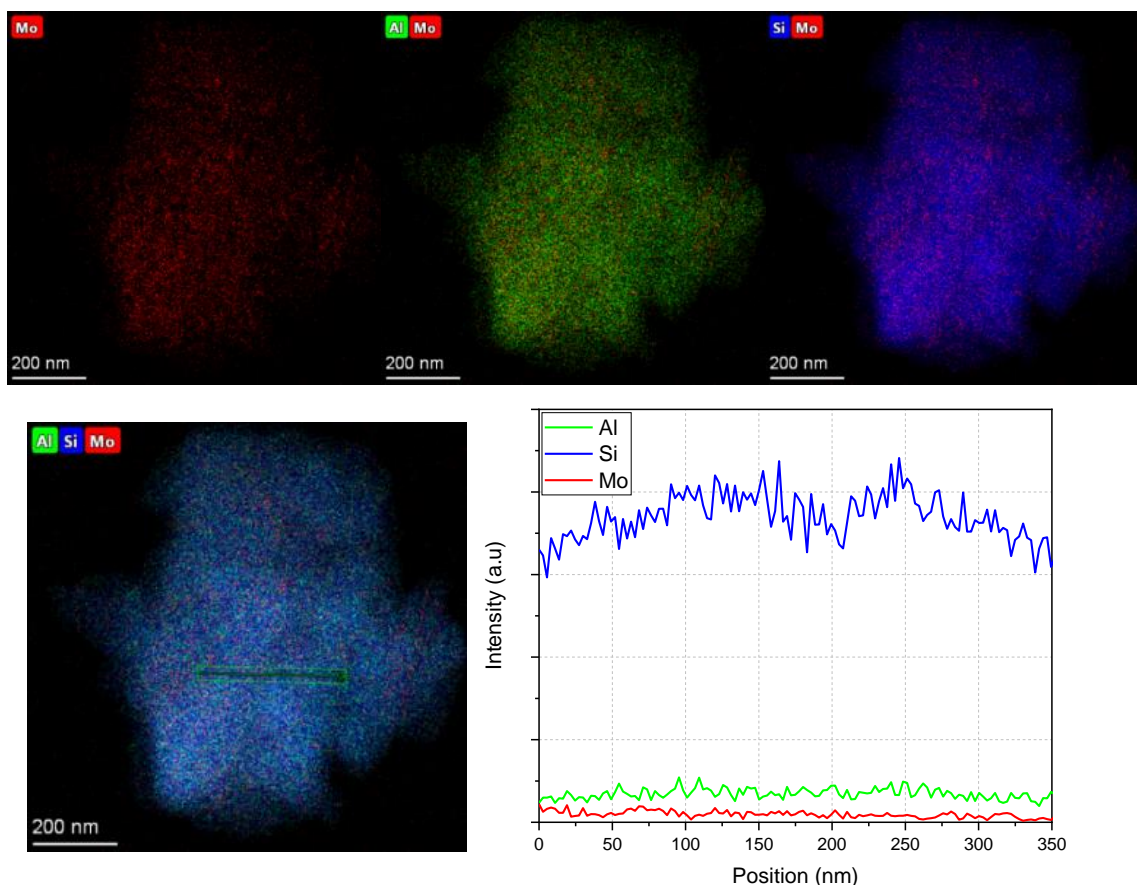 Mo
Al Mo
Si Mo
200 nm
200 nm
200 nm
Al Si Mo
200 nm
Al
Si
Mo
Intensity (a.u)
0 50 100 150 200 250 300 350
Position (nm)